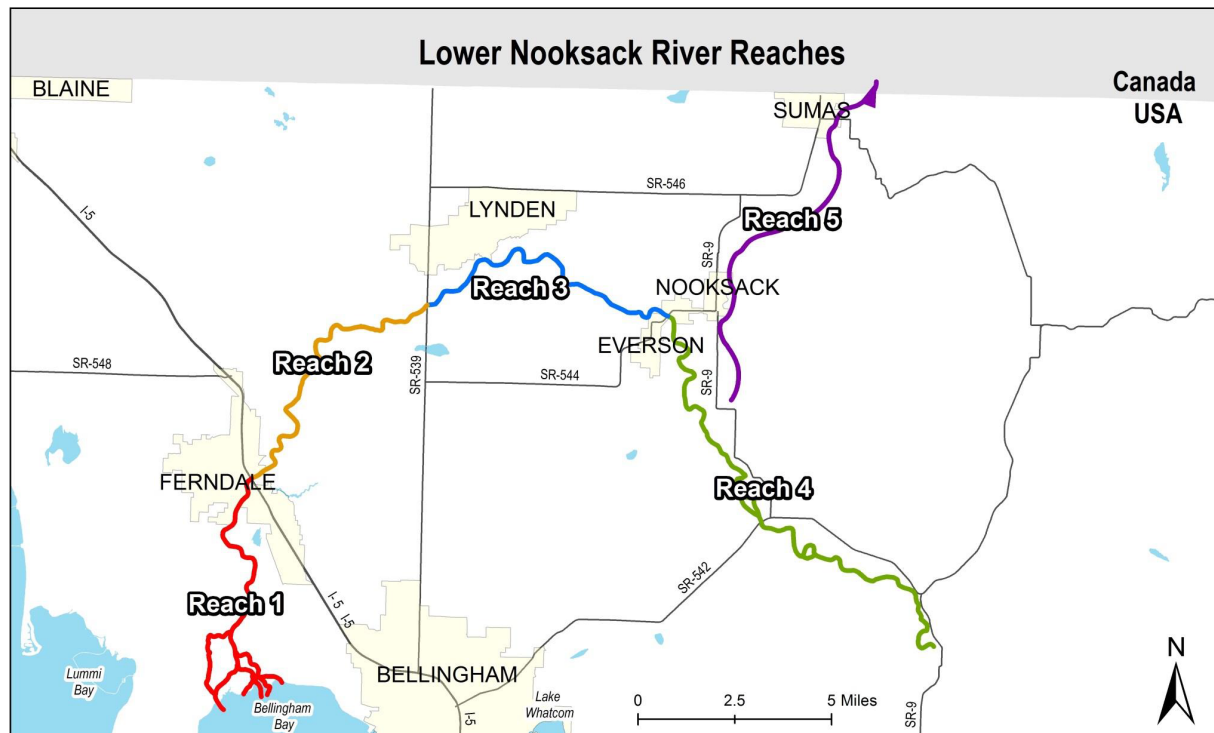 Lower Nooksack River Reaches
Canada
USA
BLAINE
SUMAS
I-5
SR-546
LYNDEN
Reach 5
SR-9
Reach 3
NOOKSACK
EVERSON
Reach 2
SR-548
SR-539
SR-544
SR-9
FERNDALE
Reach 4
SR-542
Reach 1
I-5
I-5
BELLINGHAM
Lummi
Bay
Bellingham
Bay
Lake
Whatcom
I-5
0
2.5
5 Miles
N
SR-9